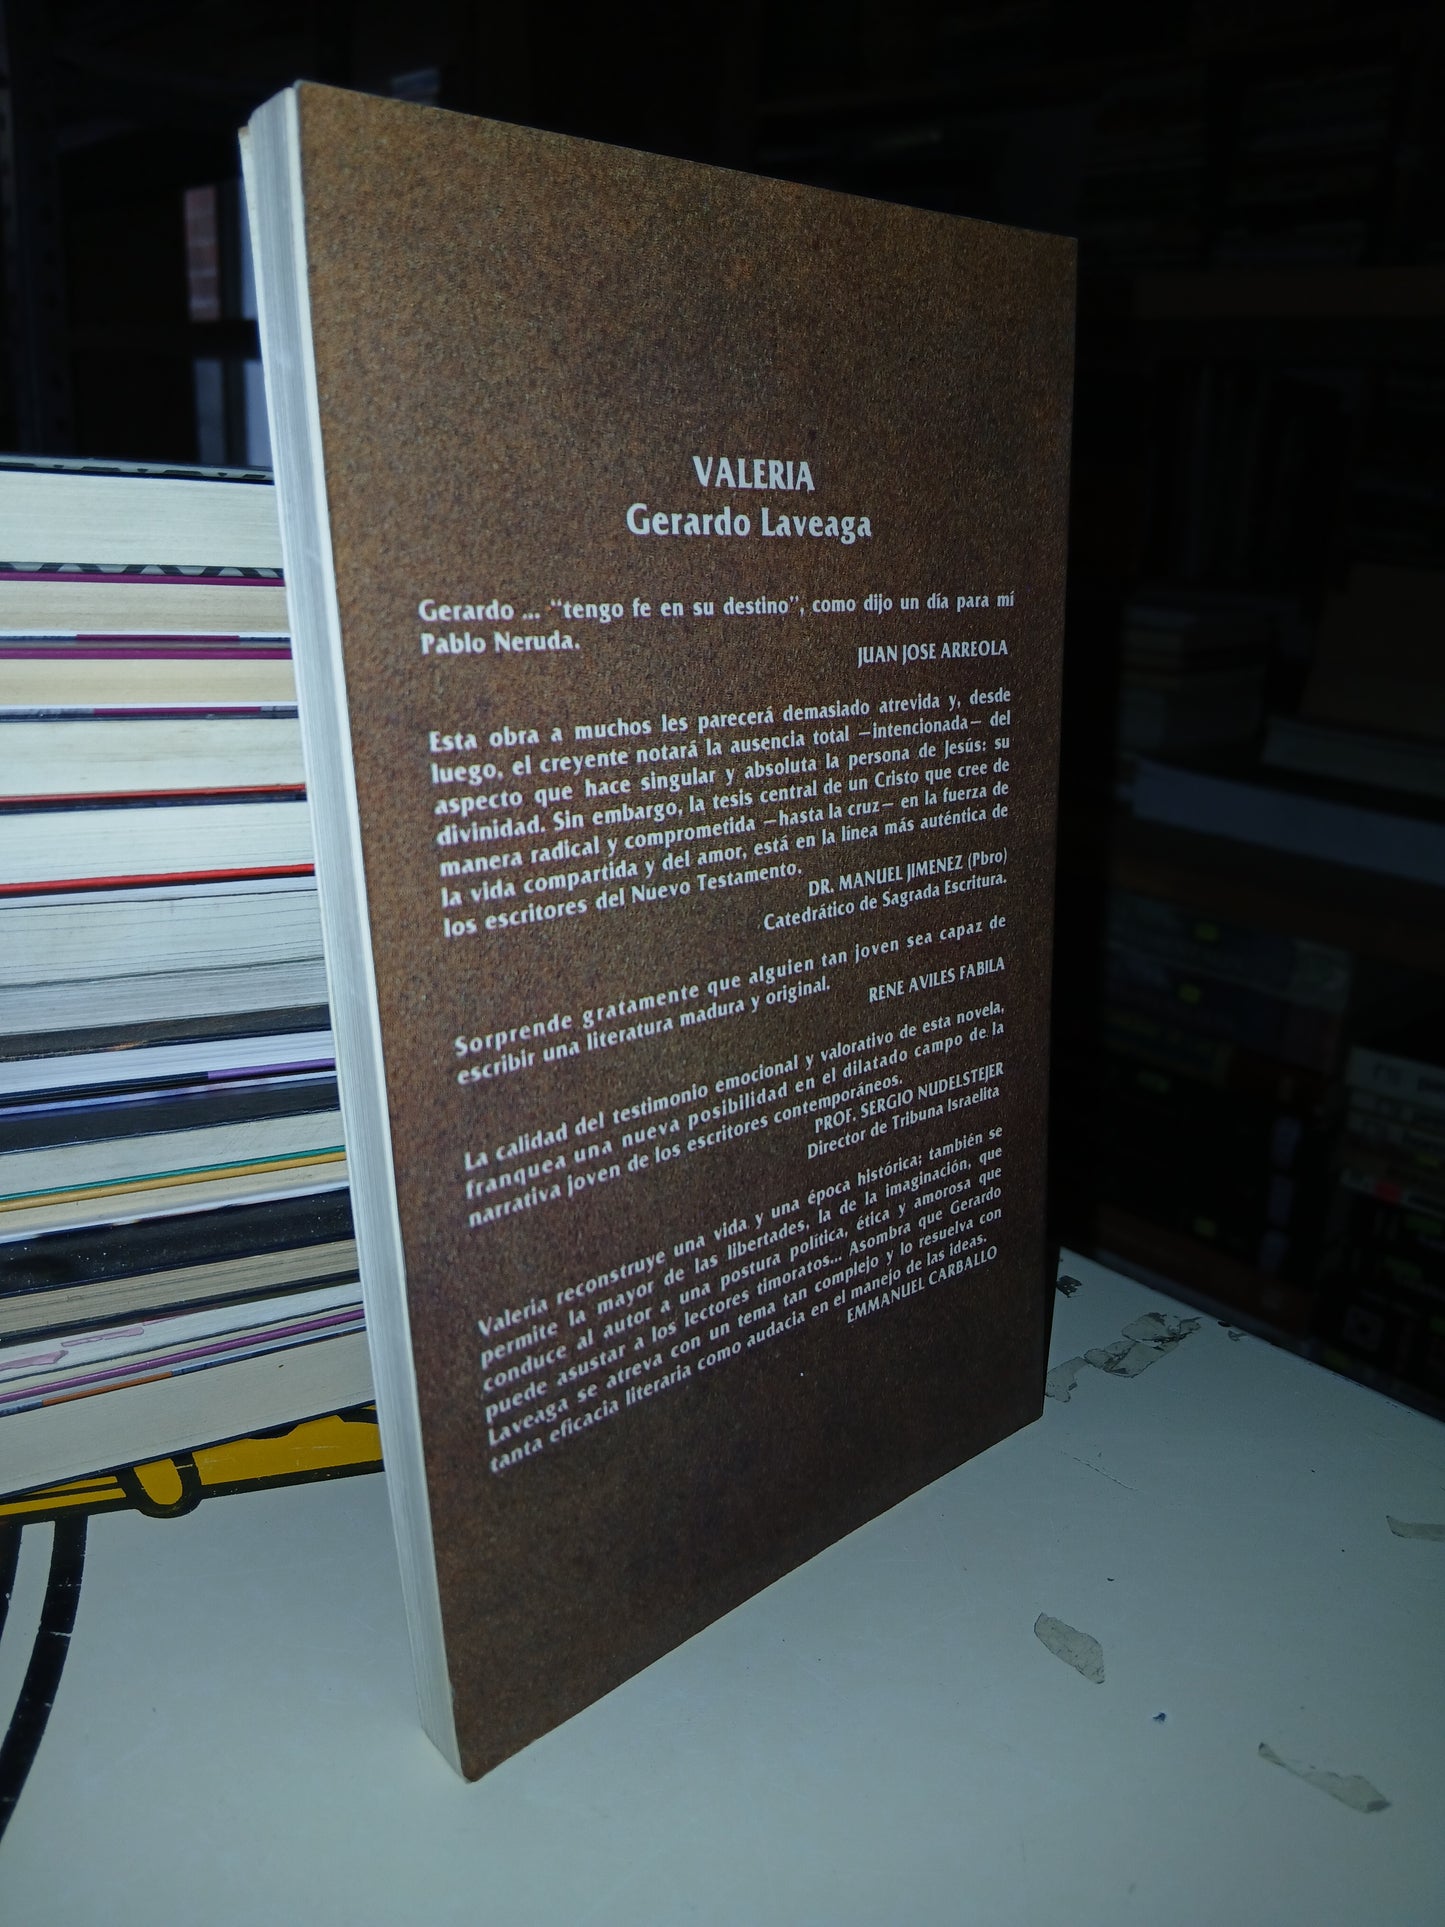 VALERIA
Gerardo Laveaga
Gerardo ... "tengo fe en su destino", como dijo un día para mí
Pablo Neruda.
JUAN JOSE ARREOLA
Esta obra a muchos les parecerá demasiado atrevida y, desde
luego, el creyente notará la ausencia total —intencionada— del
aspecto que hace singular y absoluta la persona de Jesús: su
divinidad. Sin embargo, la tesis central de un Cristo que cree de
manera radical y comprometida —hasta la cruz— en la fuerza de
la vida compartida y del amor, está en la línea más auténtica de
los escritores del Nuevo Testamento.
DR. MANUEL JIMENEZ (Pbro)
Catedrático de Sagrada Escritura.
Sorprende gratamente que alguien tan joven sea capaz de
escribir una literatura madura y original.
RENE AVILES FABILA
La calidad del testimonio emocional y valorativo de esta novela,
franquea una nueva posibilidad en el dilatado campo de la
narrativa joven de los escritores contemporáneos.
PROF. SERGIO NUDELSTEJER
Director de Tribuna Israelita
Valeria reconstruye una vida y una época histórica; también se
permite la mayor de las libertades, la de la imaginación, que
conduce al autor a una postura política, ética y amorosa que
puede asustar a los lectores timoratos... Asombra que Gerardo
Laveaga se atreva con un tema tan complejo y lo resuelva con
tanta eficacia literaria como audacia en el manejo de las ideas.
EMMANUEL CARBALLO